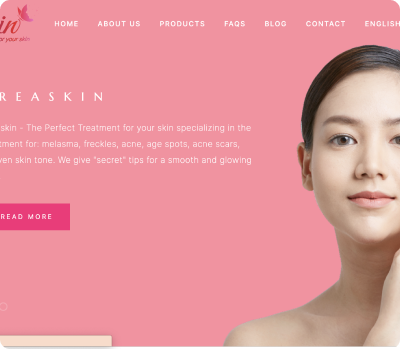 in
HOME ABOUT US PRODUCTS FAQS BLOG CONTACT ENGLISH
for your skin
REASKIN
skin - The Perfect Treatment for your skin specializing in the
tment for: melasma, freckles, acne, age spots, acne scars,
ven skin tone. We give "secret" tips for a smooth and glowing
READ MORE